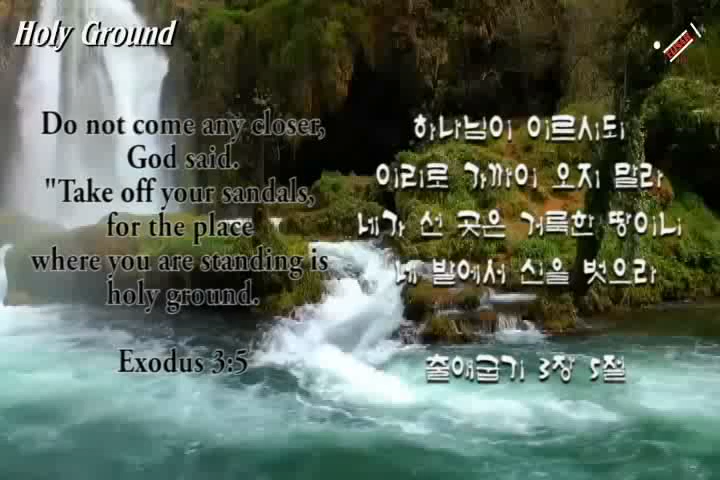 Holy Ground
Do not come any closer,
God said.
"Take off your sandals,
for the place
where you are standing is
holy ground.
Exodus 3:5
하나님이 이르시되
이리로 가까이 오지 말라
네가 선 곳은 거룩한 땅이니
네 발에서 신을 벗으라
출애굽기 3장 5절